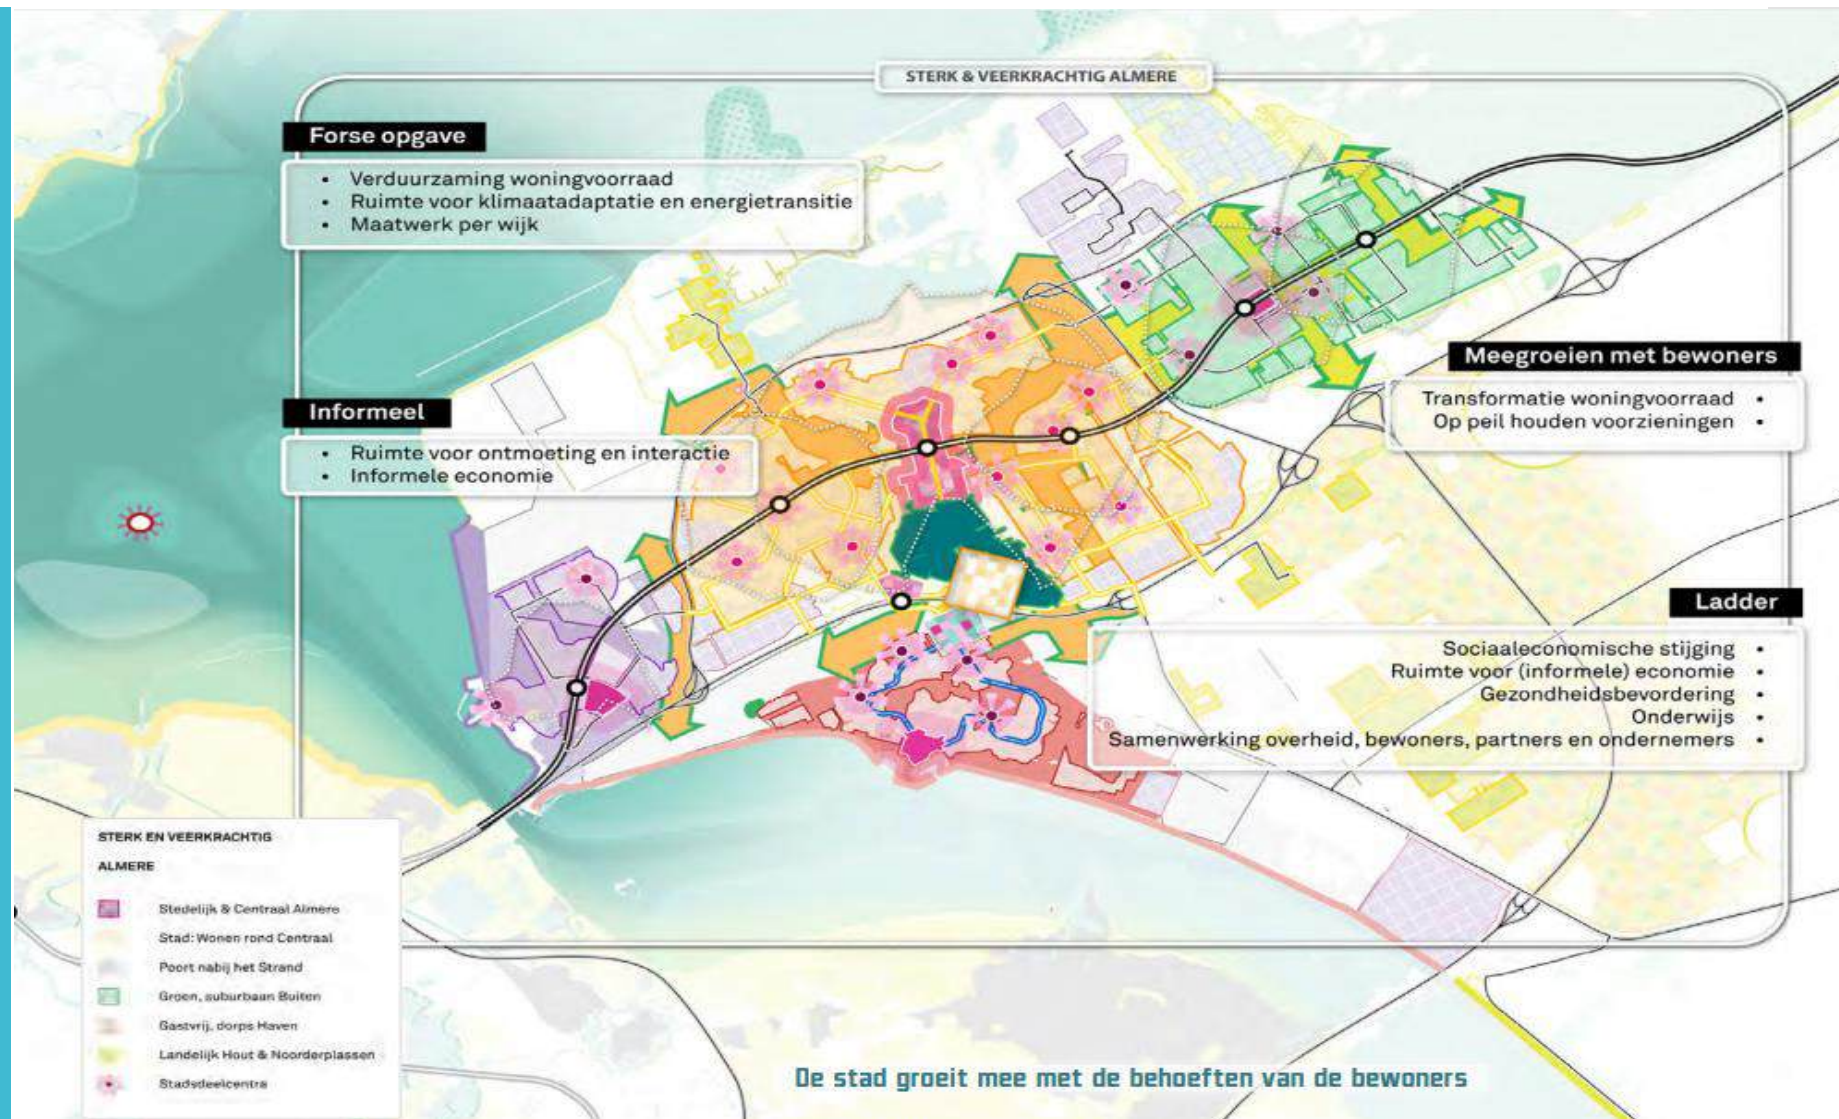 STERK & VEERKRACHTIG ALMERE
Forse opgave
• Verduurzaming woningvoorraad
• Ruimte voor klimaatadaptatie en energietransitie
• Maatwerk per wijk
Informeel
• Ruimte voor ontmoeting en interactie
• Informele economie
Meegroeien met bewoners
Transformatie woningvoorraad •
Op peil houden voorzieningen •
Ladder
Sociaaleconomische stijging •
Ruimte voor (informele) economie •
Gezondheidsbevordering •
Onderwijs •
Samenwerking overheid, bewoners, partners en ondernemers •
STERK EN VEERKRACHTIG
ALMERE
Stedelijk & Centraal Almere
Stad: Wonen rond Centraal
Poort nabij het Strand
Groen, suburbaan Buiten
Gastvrij, dorps Haven
Landelijk Hout & Noorderplassen
Stadsdeelcentra
De stad groeit mee met de behoeften van de bewoners